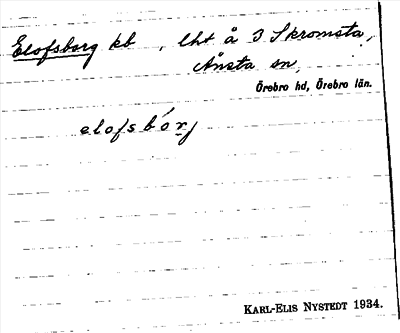 Elofsborg kb , lht å 3 Skromsta,
Ånsta sn,
Örebro hd, Örebro län.
elofsbórj
KARL-ELIS NYSTEDT 1934.